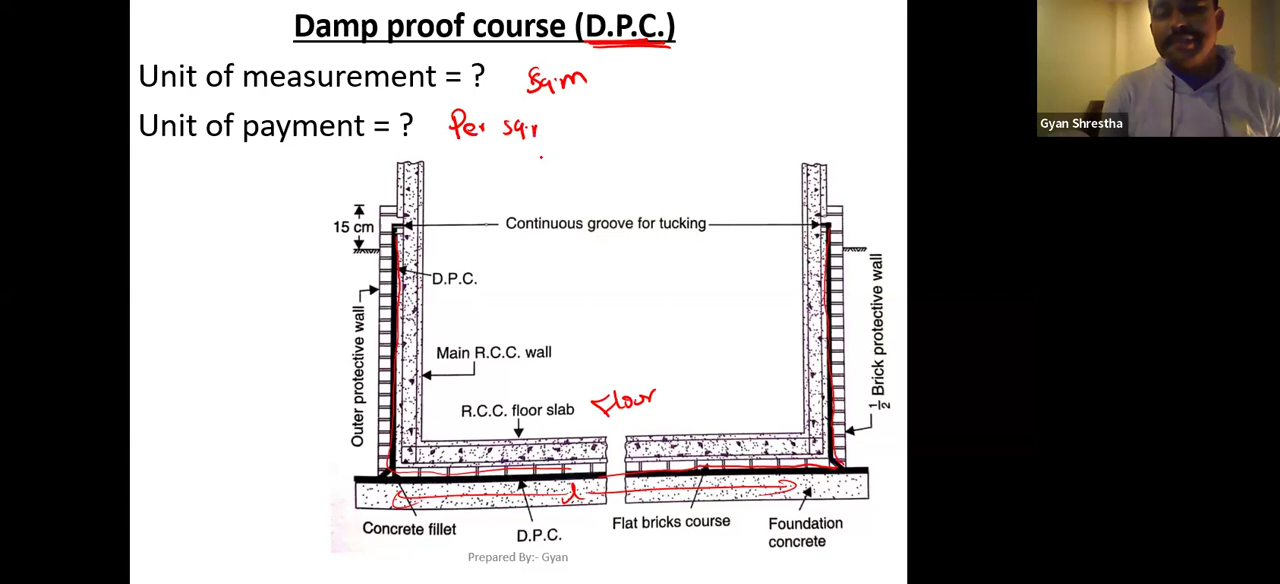 Damp proof course (D.P.C.)
Unit of measurement = ? Sq.m
Unit of payment = ? Per sq.
Gyan Shrestha
15 cm
Continuous groove for tucking
D.P.C.
Outer protective wall
Main R.C.C. wall
1/2 Brick protective wall
R.C.C. floor slab Floor
l
Concrete fillet
D.P.C.
Flat bricks course
Foundation
concrete
Prepared By:- Gyan